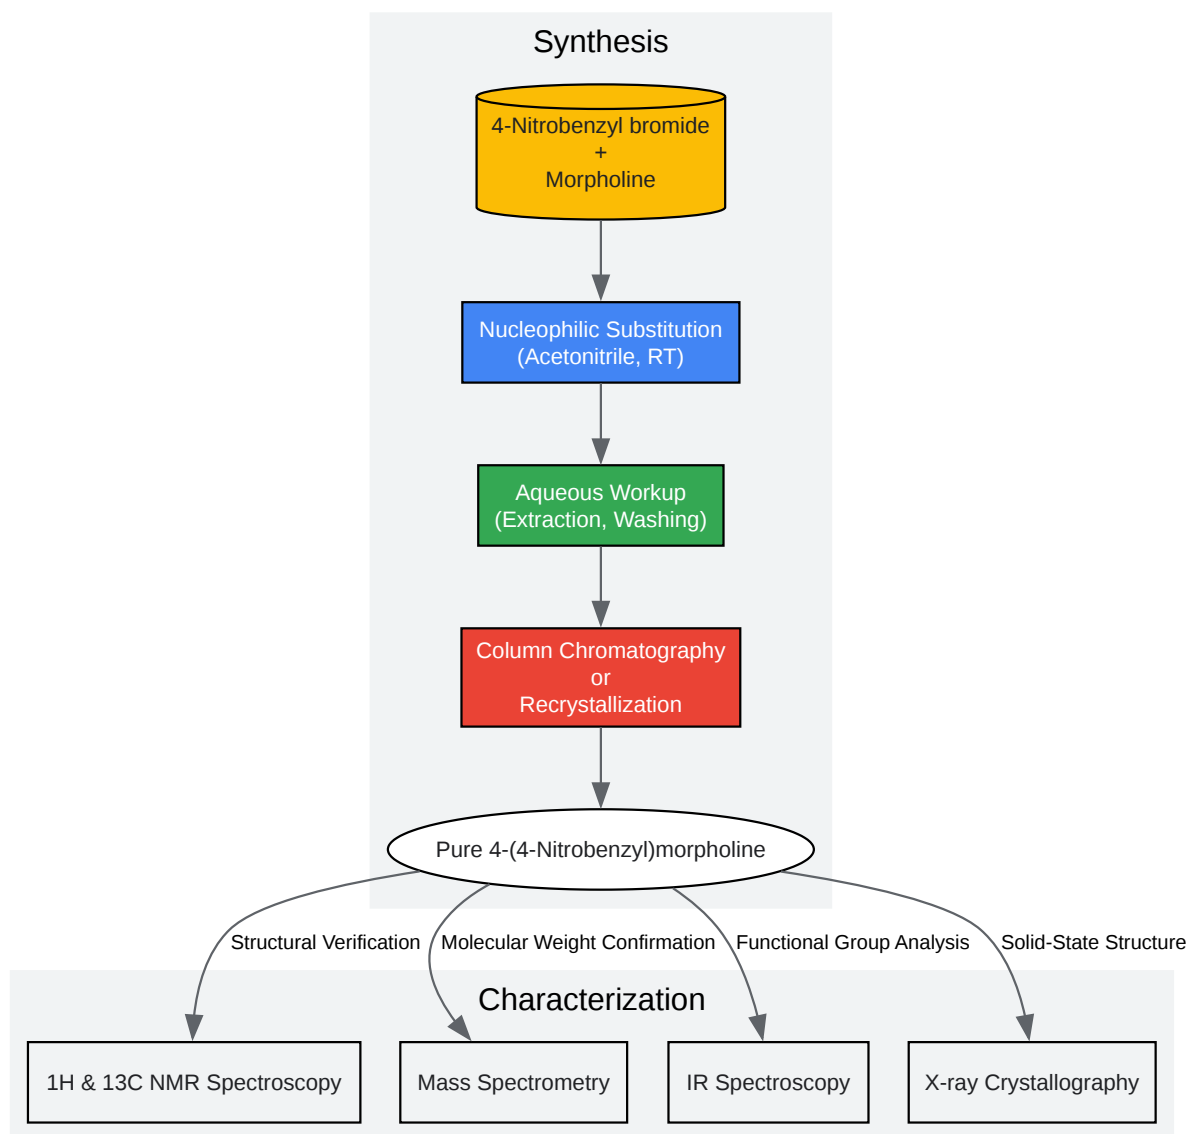 Synthesis
4-Nitrobenzyl bromide
+
Morpholine
Nucleophilic Substitution
(Acetonitrile, RT)
Aqueous Workup
(Extraction, Washing)
Column Chromatography
or
Recrystallization
Pure 4-(4-Nitrobenzyl)morpholine
Structural Verification
Molecular Weight Confirmation
Functional Group Analysis
Solid-State Structure
Characterization
1H & 13C NMR Spectroscopy
Mass Spectrometry
IR Spectroscopy
X-ray Crystallography